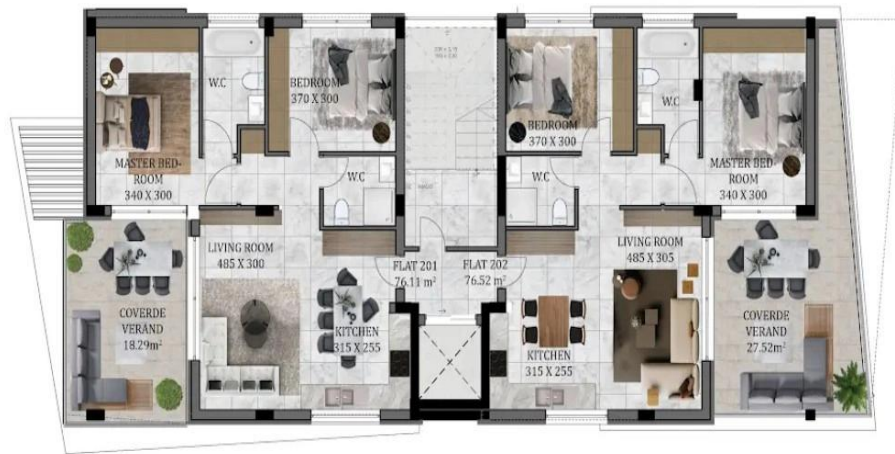 W.C
BEDROOM
370 X 300
MASTER BED-
ROOM
340 X 300
W.C
LIVING ROOM
485 X 300
COVERDE
VERAND
18.29m²
KITCHEN
315 X 255
FLAT 201
76.11 m²
FLAT 202
76.52 m²
BEDROOM
370 X 300
W.C
W.C
MASTER BED-
ROOM
340 X 300
LIVING ROOM
485 X 305
KITCHEN
315 X 255
COVERDE
VERAND
27.52m²